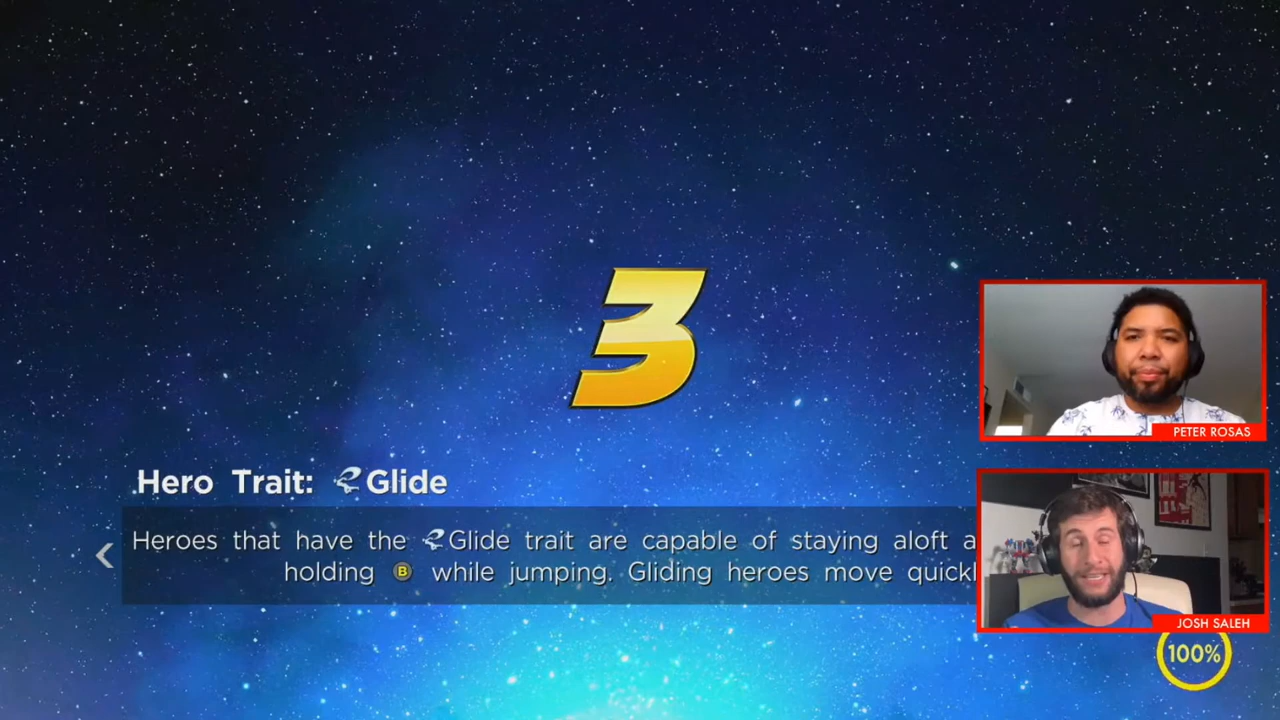 3
PETER ROSAS
Hero Trait: Glide
Heroes that have the Glide trait are capable of staying aloft a
holding B while jumping. Gliding heroes move quickl
JOSH SALEH
100%